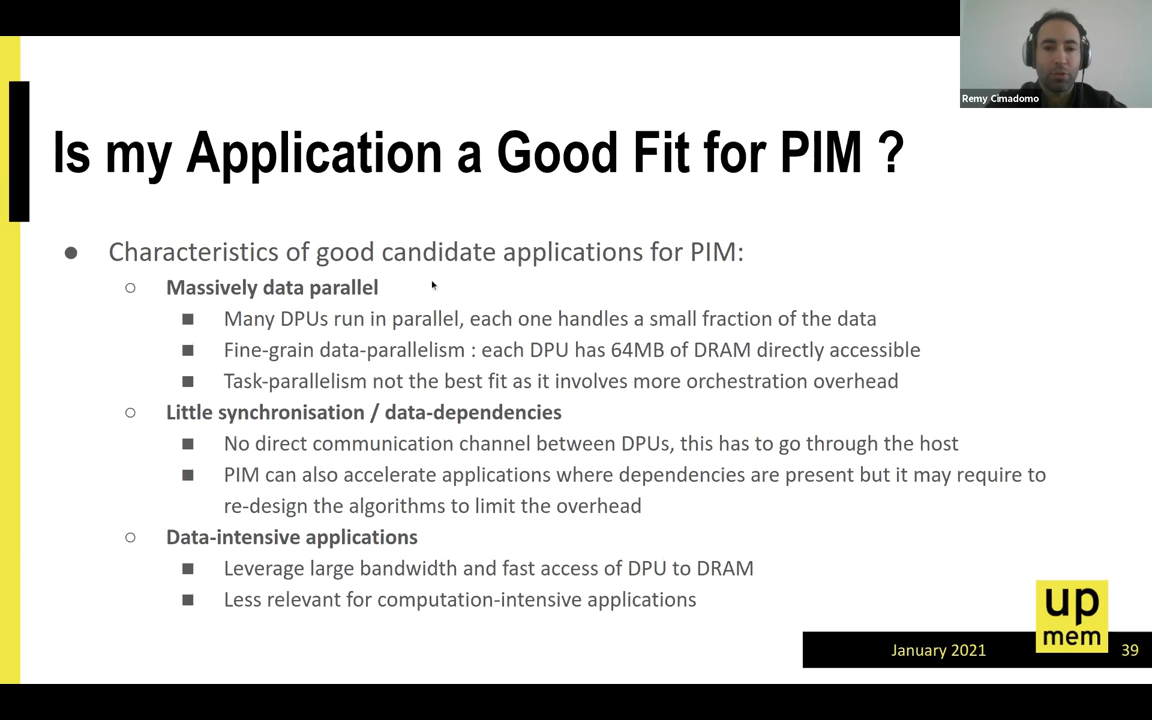 Remy Cimadomo
Is my Application a Good Fit for PIM ?
● Characteristics of good candidate applications for PIM:
○ Massively data parallel
■ Many DPUs run in parallel, each one handles a small fraction of the data
■ Fine-grain data-parallelism : each DPU has 64MB of DRAM directly accessible
■ Task-parallelism not the best fit as it involves more orchestration overhead
○ Little synchronisation / data-dependencies
■ No direct communication channel between DPUs, this has to go through the host
■ PIM can also accelerate applications where dependencies are present but it may require to
re-design the algorithms to limit the overhead
○ Data-intensive applications
■ Leverage large bandwidth and fast access of DPU to DRAM
■ Less relevant for computation-intensive applications
up
mem
January 2021
39